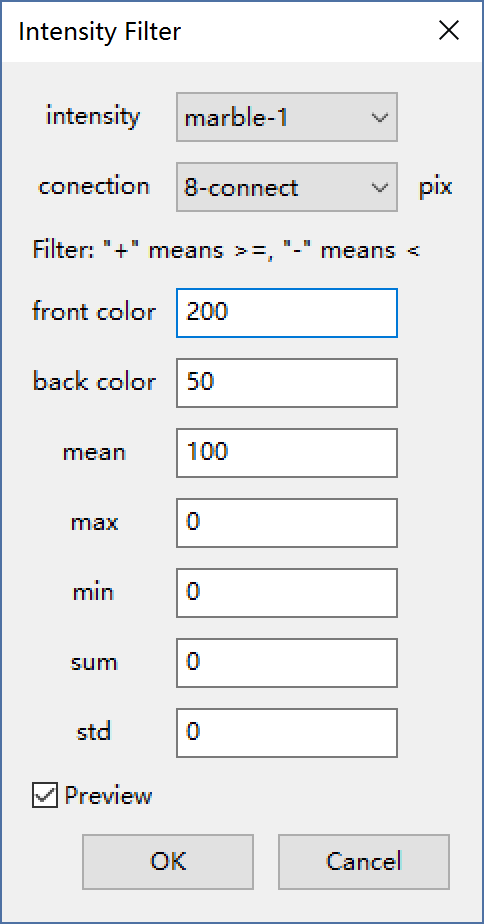 Intensity Filter
intensity marble-1
conection 8-connect pix
Filter: "+" means >=, "-" means <
front color 200
back color 50
mean 100
max 0
min 0
sum 0
std 0
Preview
OK Cancel